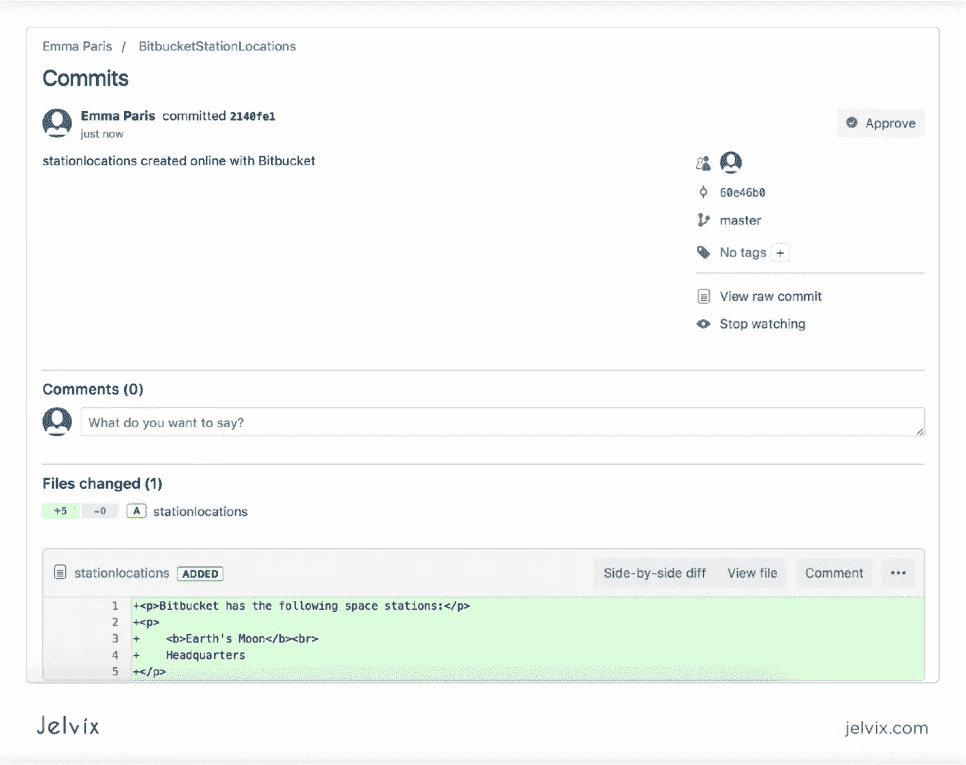 Emma Paris / BitbucketStationLocations
Commits
Emma Paris committed 2140fe1
just now
Approve
stationlocations created online with Bitbucket
60e46b0
master
No tags +
View raw commit
Stop watching
Comments (0)
What do you want to say?
Files changed (1)
+5 -0 A stationlocations
stationlocations ADDED Side-by-side diff View file Comment •••
1 +<p>Bitbucket has the following space stations:</p>
2 +<p>
3 +    <b>Earth's Moon</b><br>
4 +    Headquarters
5 +</p>
Jelvix jelvix.com